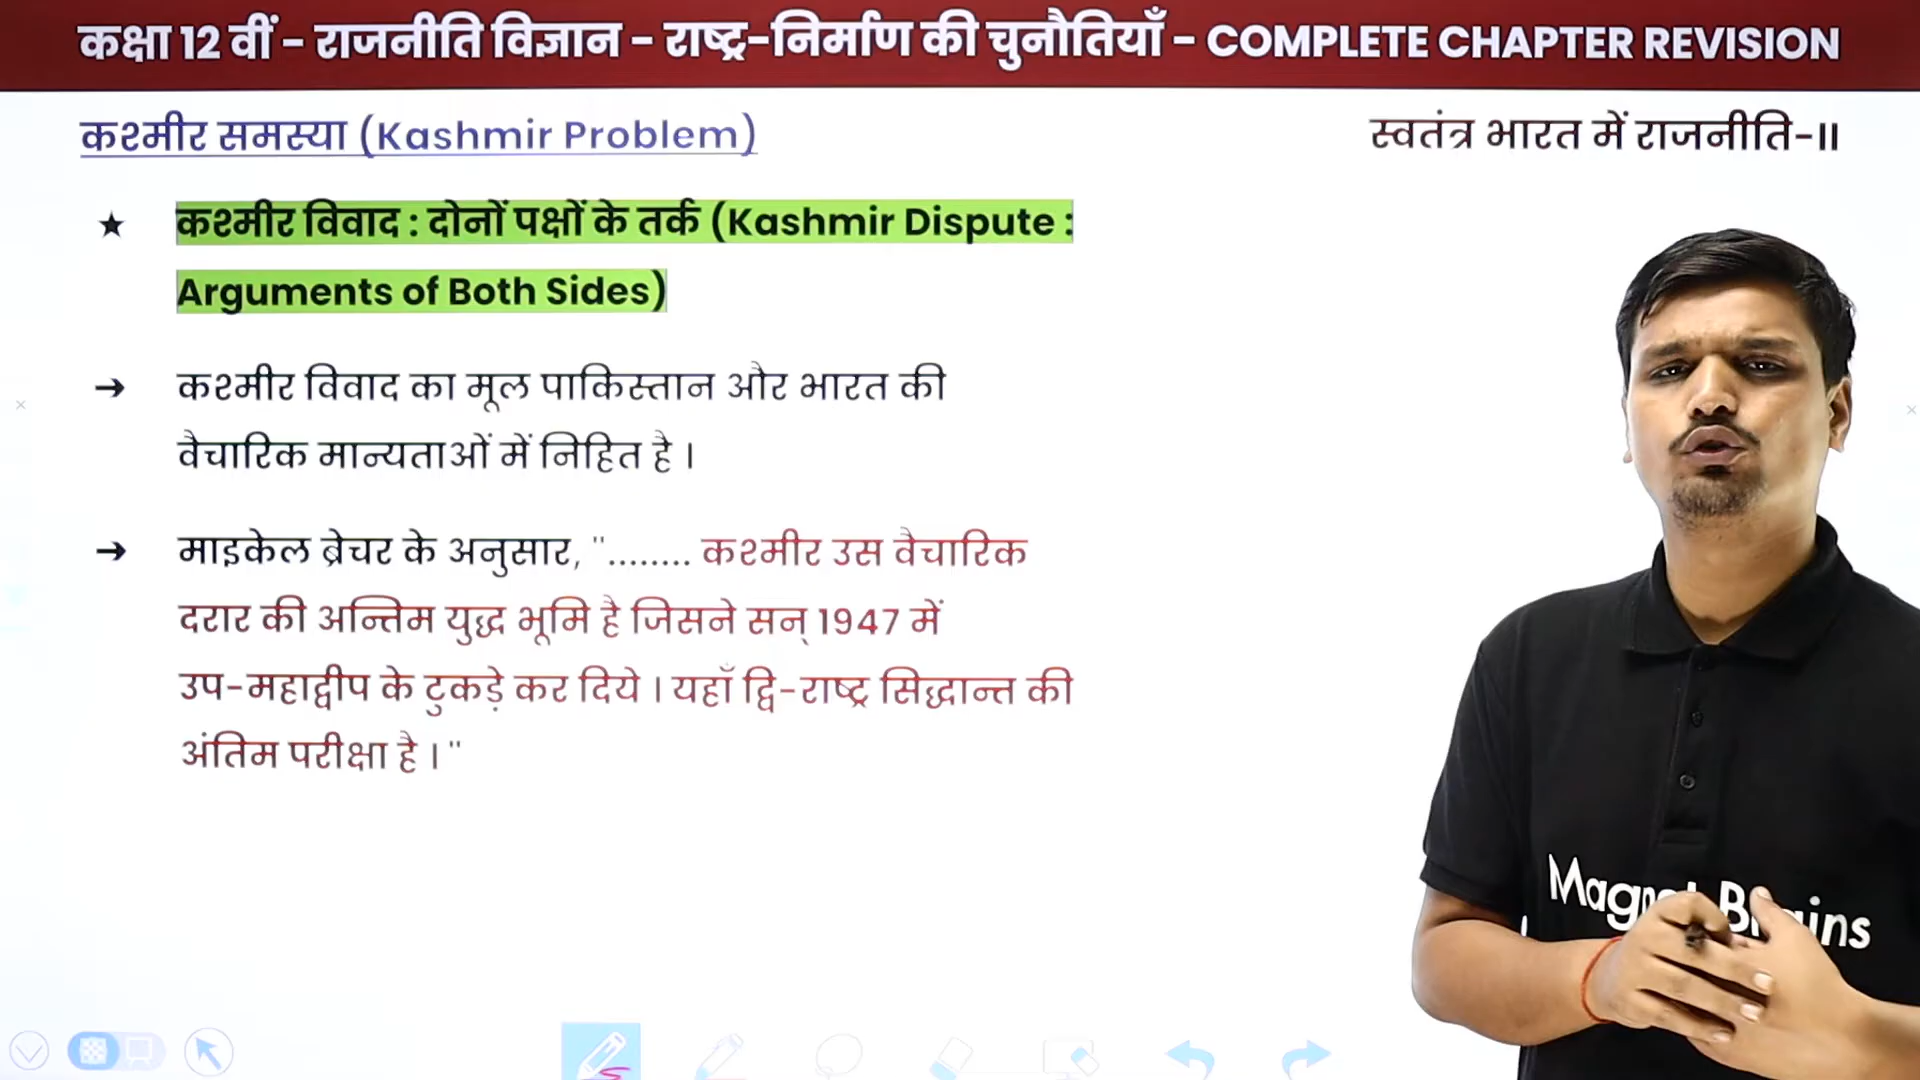 कक्षा 12 वीं - राजनीति विज्ञान - राष्ट्र-निर्माण की चुनौतियाँ - COMPLETE CHAPTER REVISION
कश्मीर समस्या (Kashmir Problem)
स्वतंत्र भारत में राजनीति-II
★ कश्मीर विवाद : दोनों पक्षों के तर्क (Kashmir Dispute :
Arguments of Both Sides)
→ कश्मीर विवाद का मूल पाकिस्तान और भारत की
वैचारिक मान्यताओं में निहित है ।
→ माइकेल ब्रेचर के अनुसार, "........ कश्मीर उस वैचारिक
दरार की अन्तिम युद्ध भूमि है जिसने सन् 1947 में
उप-महाद्वीप के टुकड़े कर दिये । यहाँ द्वि-राष्ट्र सिद्धान्त की
अंतिम परीक्षा है । "